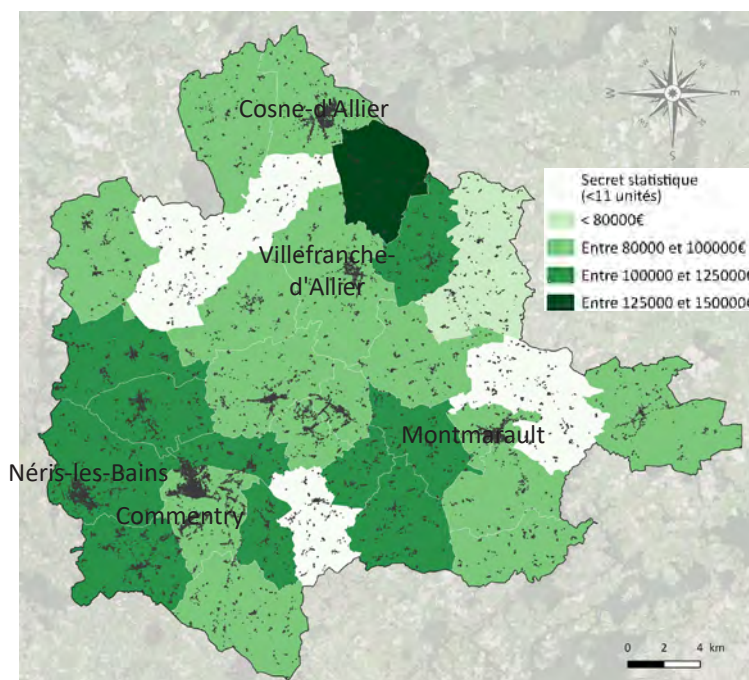 Cosne-d'Allier
N
W
E
S
Secret statistique
(<11 unités)
< 80000€
Entre 80000 et 100000€
Entre 100000 et 125000€
Entre 125000 et 150000€
Villefranche-
d'Allier
Montmarault
Néris-les-Bains
Commentry
0 2 4 km